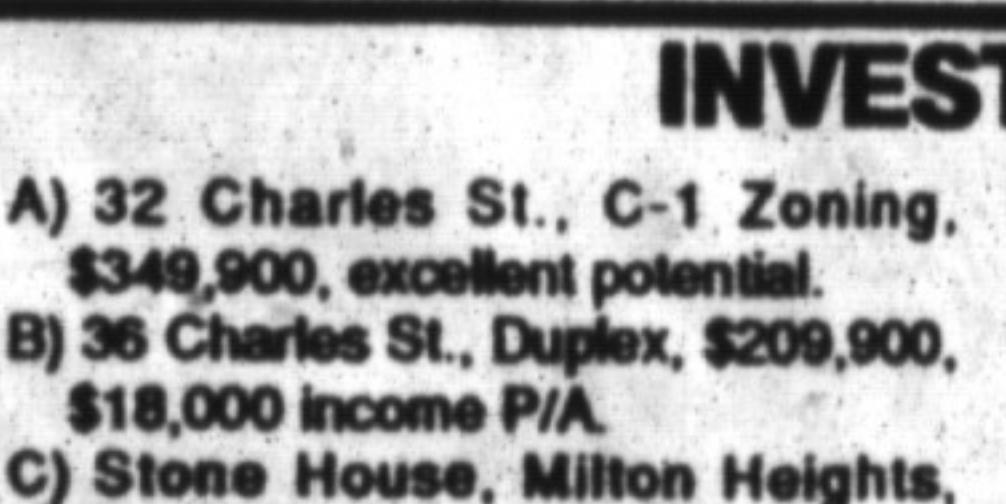 INVEST
A) 32 Charles St., C-1 Zoning,
$349,900, excellent potential.
B) 36 Charles St., Duplex, $209,900,
$18,000 income P/A.
C) Stone House, Milton Heights,